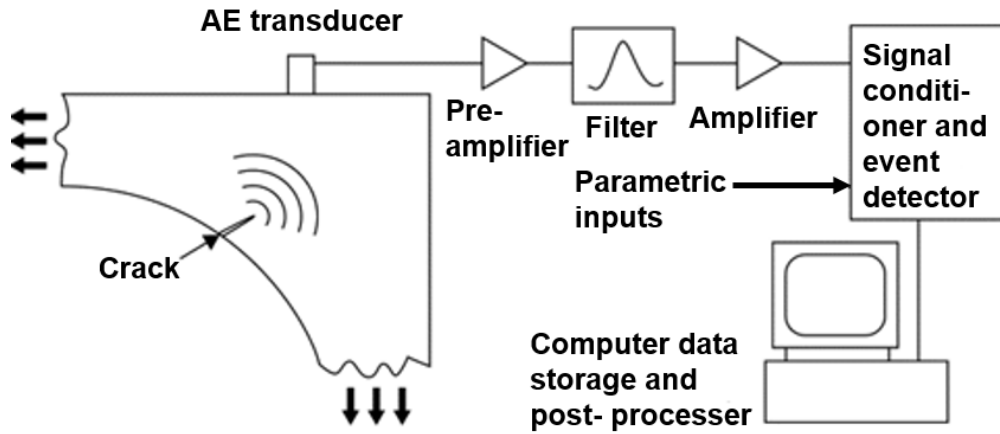 AE transducer
Pre-
amplifier
Filter
Amplifier
Signal
conditi-
oner and
event
detector
Parametric
inputs
Crack
Computer data
storage and
post- processer